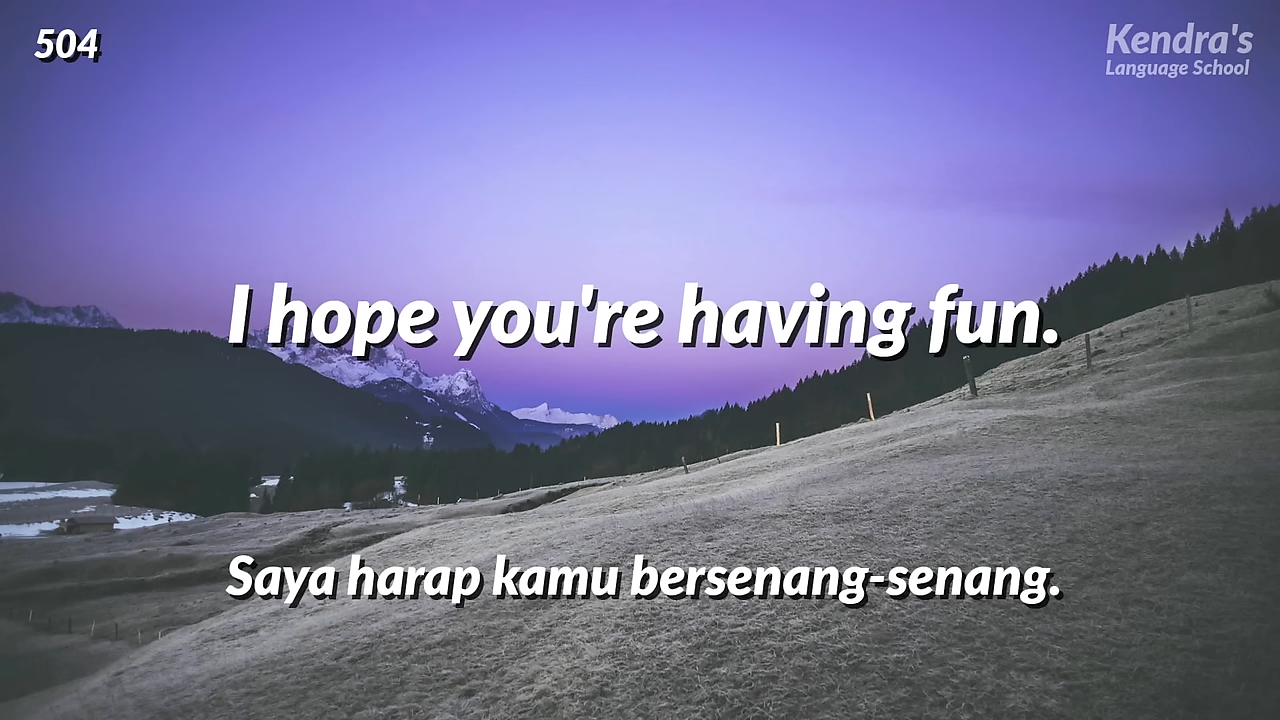 504
Kendra's
Language School
I hope you're having fun.
Saya harap kamu bersenang-senang.